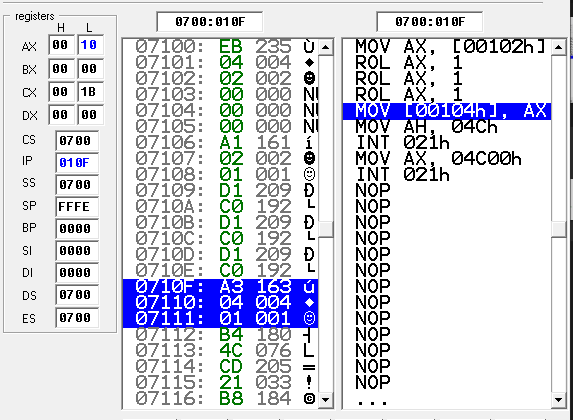 registers
H L
AX 00 10
BX 00 00
CX 00 1B
DX 00 00
CS 0700
IP 010F
SS 0700
SP FFFE
BP 0000
SI 0000
DI 0000
DS 0700
ES 0700
0700:010F
07100: EB 235 ù
07101: 04 004 ♦
07102: 02 002 ☻
07103: 00 000 NU
07104: 00 000 NU
07105: 00 000 NU
07106: A1 161 í
07107: 02 002 ☻
07108: 01 001 ☺
07109: D1 209 Ð
0710A: C0 192 └
0710B: D1 209 Ð
0710C: C0 192 └
0710D: D1 209 Ð
0710E: C0 192 └
0710F: A3 163 ú
07110: 04 004 ♦
07111: 01 001 ☺
07112: B4 180 ┤
07113: 4C 076 L
07114: CD 205 =
07115: 21 033 !
07116: B8 184 ©
0700:010F
MOV AX, [00102h]
ROL AX, 1
ROL AX, 1
ROL AX, 1
MOV [00104h], AX
MOV AH, 04Ch
INT 021h
MOV AX, 04C00h
INT 021h
NOP
NOP
NOP
NOP
NOP
NOP
NOP
NOP
NOP
NOP
NOP
NOP
NOP
...